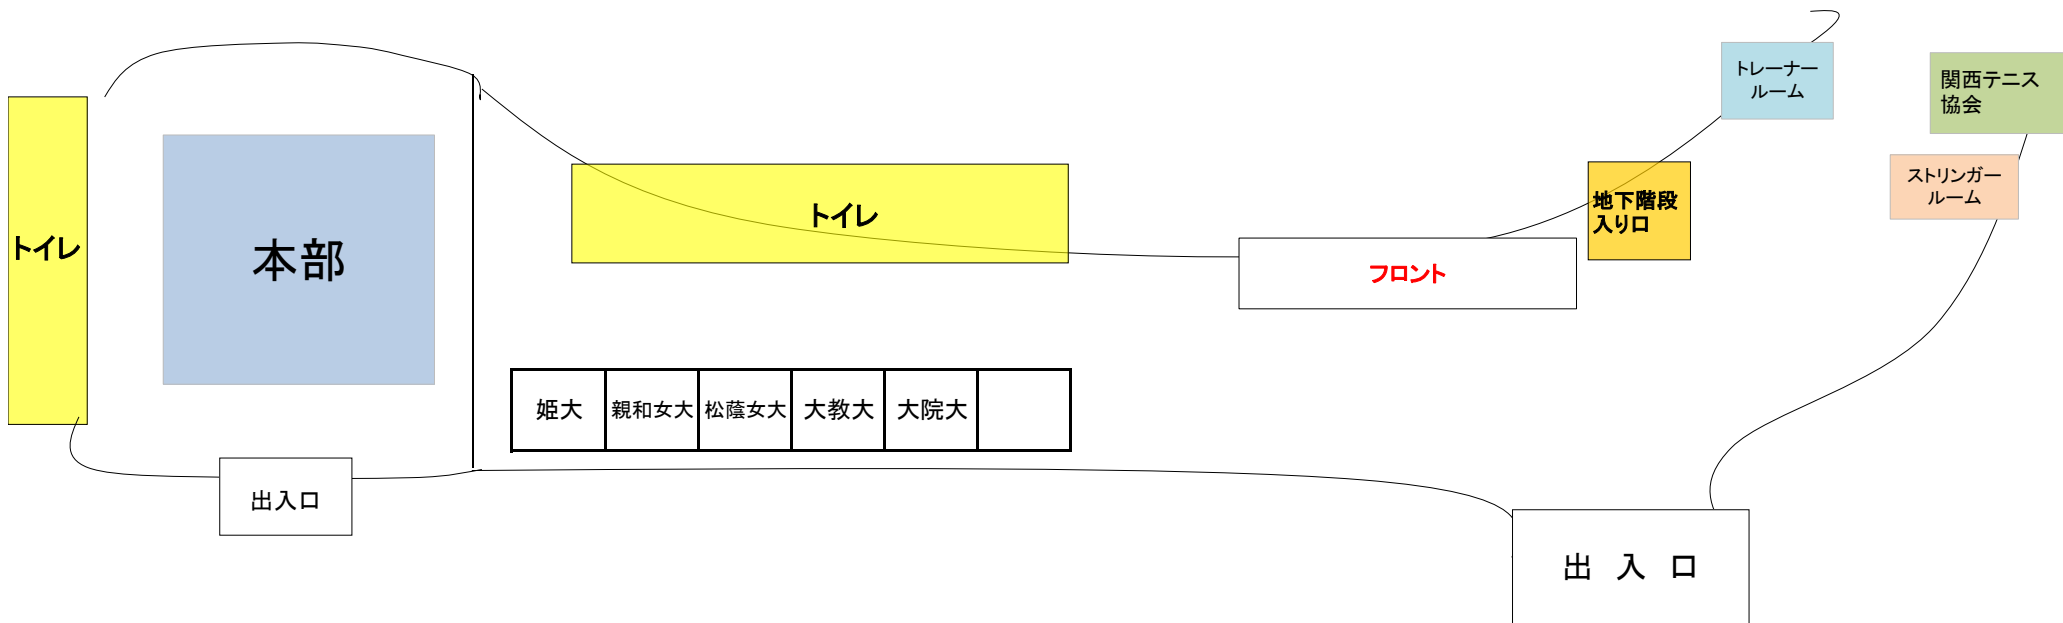 トレーナー
ルーム
関西テニス
協会
ストリンガー
ルーム
トイレ
地下階段
入り口
トイレ
本部
フロント
姫大
親和女大
松蔭女大
大教大
大院大
出入口
出 入 口